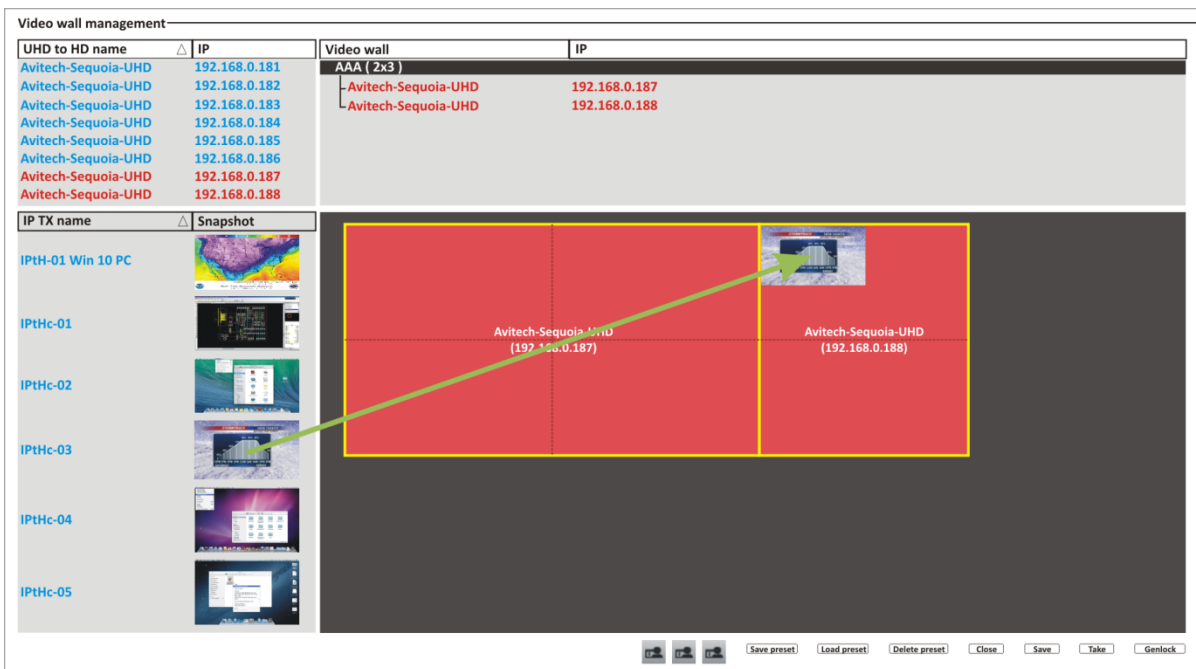 Video wall management
UHD to HD name IP
Avitech-Sequoia-UHD 192.168.0.181
Avitech-Sequoia-UHD 192.168.0.182
Avitech-Sequoia-UHD 192.168.0.183
Avitech-Sequoia-UHD 192.168.0.184
Avitech-Sequoia-UHD 192.168.0.185
Avitech-Sequoia-UHD 192.168.0.186
Avitech-Sequoia-UHD 192.168.0.187
Avitech-Sequoia-UHD 192.168.0.188
Video wall IP
AAA ( 2x3 )
Avitech-Sequoia-UHD 192.168.0.187
Avitech-Sequoia-UHD 192.168.0.188
IP TX name Snapshot
IPtH-01 Win 10 PC
IPtHc-01
IPtHc-02
IPtHc-03
IPtHc-04
IPtHc-05
Avitech-Sequoia-UHD
(192.168.0.187)
Avitech-Sequoia-UHD
(192.168.0.188)
Save preset Load preset Delete preset Close Save Take Genlock